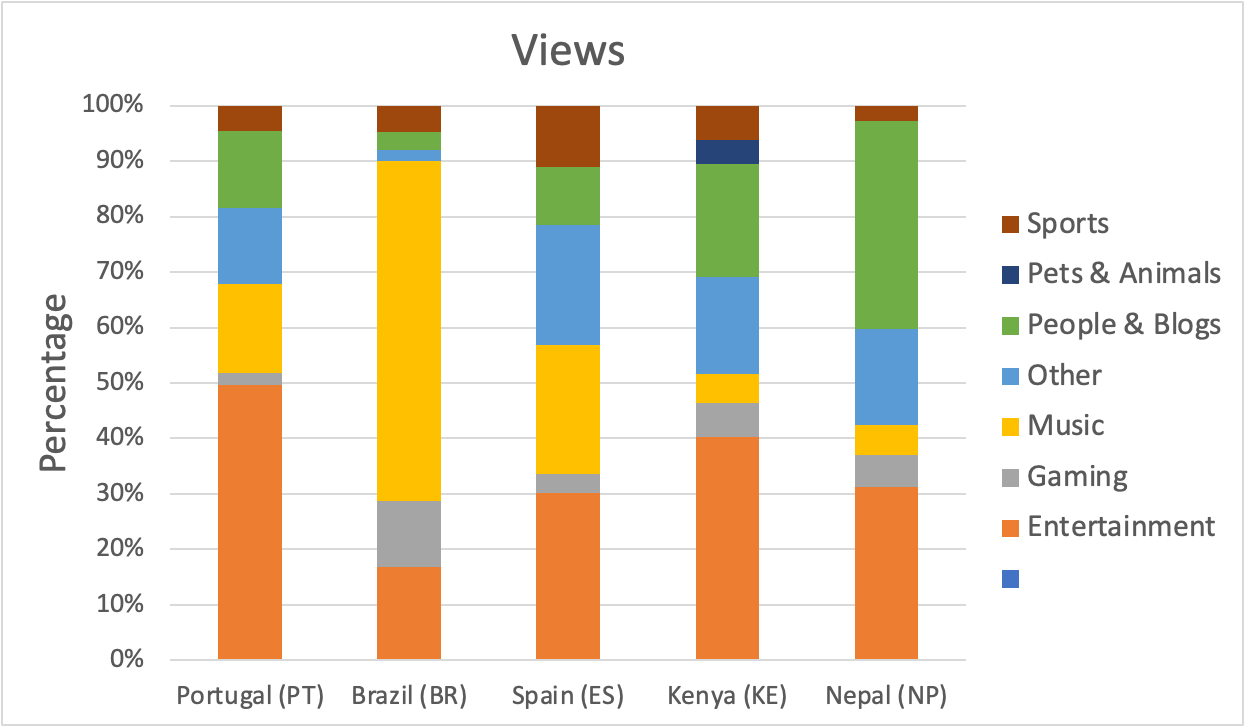 Views
Percentage
100%
90%
80%
70%
60%
50%
40%
30%
20%
10%
0%
Portugal (PT)
Brazil (BR)
Spain (ES)
Kenya (KE)
Nepal (NP)
Sports
Pets & Animals
People & Blogs
Other
Music
Gaming
Entertainment